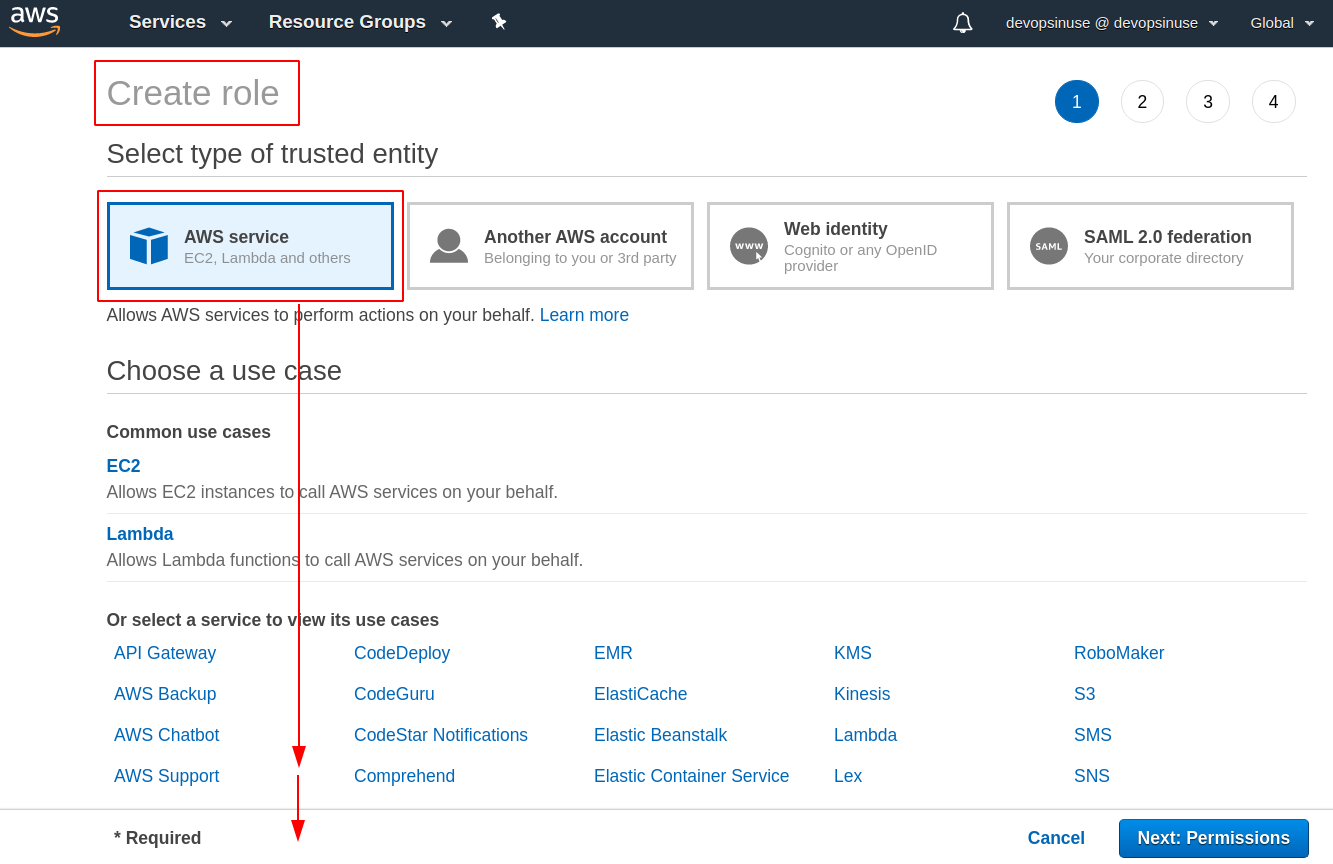 aws Services Resource Groups devopsinuse @ devopsinuse Global
Create role
1 2 3 4
Select type of trusted entity
AWS service
EC2, Lambda and others
Another AWS account
Belonging to you or 3rd party
www
Web identity
Cognito or any OpenID
provider
SAML
SAML 2.0 federation
Your corporate directory
Allows AWS services to perform actions on your behalf. Learn more
Choose a use case
Common use cases
EC2
Allows EC2 instances to call AWS services on your behalf.
Lambda
Allows Lambda functions to call AWS services on your behalf.
Or select a service to view its use cases
API Gateway CodeDeploy EMR KMS RoboMaker
AWS Backup CodeGuru ElastiCache Kinesis S3
AWS Chatbot CodeStar Notifications Elastic Beanstalk Lambda SMS
AWS Support Comprehend Elastic Container Service Lex SNS
* Required Cancel Next: Permissions